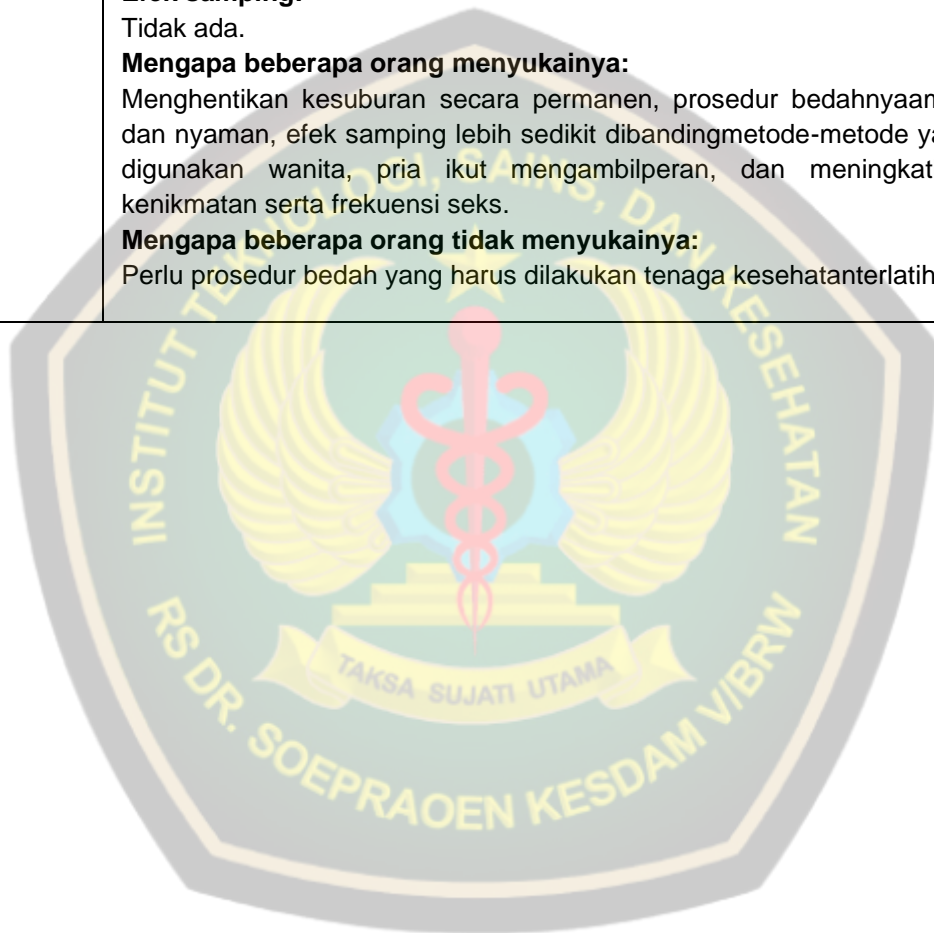 Tidak ada.
Mengapa beberapa orang menyukainya:
Menghentikan kesuburan secara permanen, prosedur bedahnyaam
dan nyaman, efek samping lebih sedikit dibandingmetode-metode ya
digunakan wanita, pria ikut mengambilperan, dan meningkat
kenikmatan serta frekuensi seks.
Mengapa beberapa orang tidak menyukainya:
Perlu prosedur bedah yang harus dilakukan tenaga kesehatanterlatih
INSTITUT TEKNOLOGI, SAINS, DAN KESEHATAN
TAKSA SUJATI UTAMA
RS DR. SOEPRAOEN KESDAM V/BRW